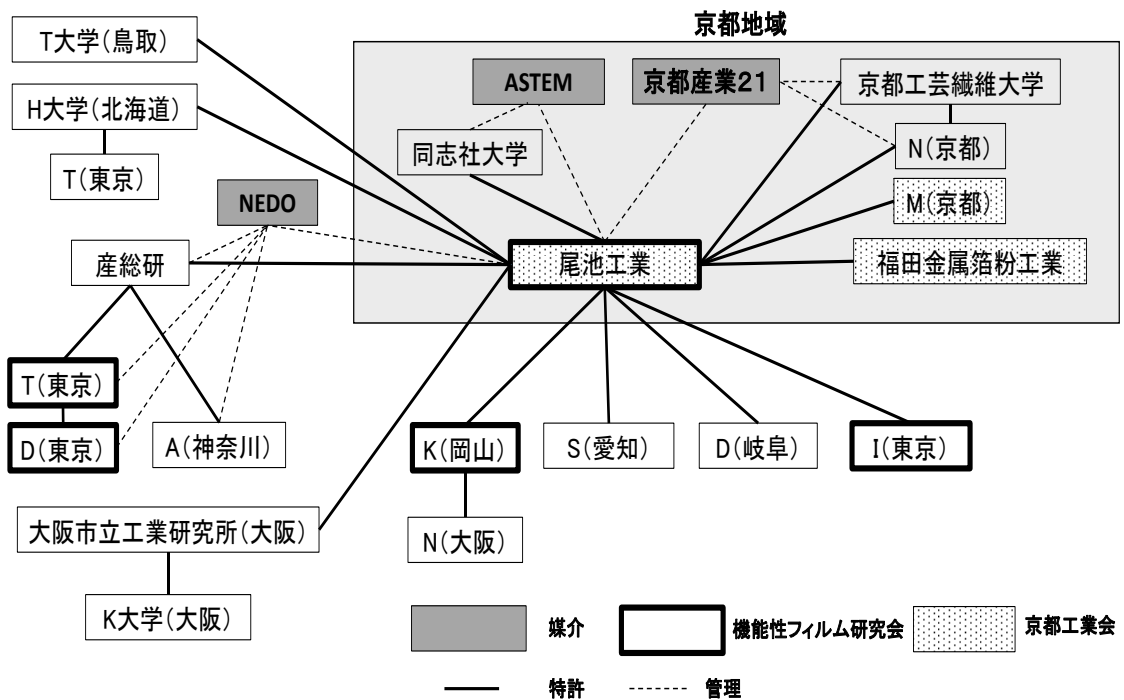 京都地域
T大学(鳥取)
ASTEM
京都産業21
京都工芸繊維大学
H大学(北海道)
同志社大学
N(京都)
T(東京)
NEDO
M(京都)
産総研
尾池工業
福田金属箔粉工業
T(東京)
D(東京)
A(神奈川)
K(岡山)
S(愛知)
D(岐阜)
I(東京)
大阪市立工業研究所(大阪)
N(大阪)
K大学(大阪)
媒介
機能性フィルム研究会
京都工業会
特許
管理